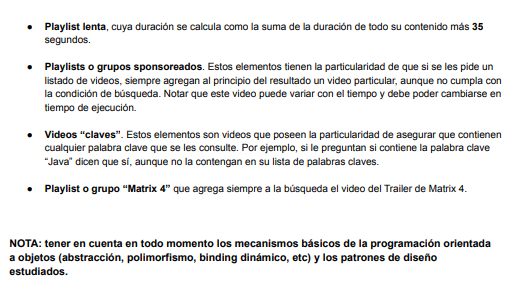 ● Playlist lenta, cuya duración se calcula como la suma de la duración de todo su contenido más 35
segundos.
● Playlists o grupos sponsoreados. Estos elementos tienen la particularidad de que si se les pide un
listado de videos, siempre agregan al principio del resultado un video particular, aunque no cumpla con
la condición de búsqueda. Notar que este video puede variar con el tiempo y debe poder cambiarse en
tiempo de ejecución.
● Videos “claves”. Estos elementos son videos que poseen la particularidad de asegurar que contienen
cualquier palabra clave que se les consulte. Por ejemplo, si le preguntan si contiene la palabra clave
“Java” dicen que sí, aunque no la contengan en su lista de palabras claves.
● Playlist o grupo “Matrix 4” que agrega siempre a la búsqueda el video del Trailer de Matrix 4.
NOTA: tener en cuenta en todo momento los mecanismos básicos de la programación orientada
a objetos (abstracción, polimorfismo, binding dinámico, etc) y los patrones de diseño
estudiados.